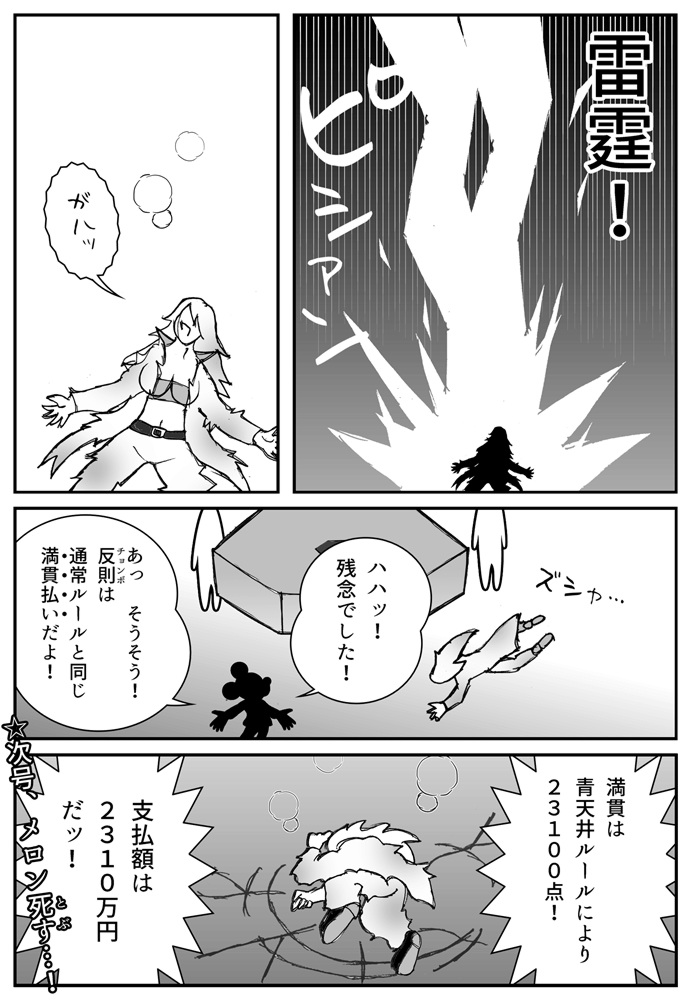 雷霆！
ピシァン
ガハッ
ズシャ…
ハハッ！
残念でした！
あっ　そうそう！
反則は
チョンボ
通常ルールと同じ
満貫払いだよ！
満貫は
青天井ルールにより
２３１００点！
支払額は
２３１０万円
だッ！
☆次号、メロン死す…！
とぶ